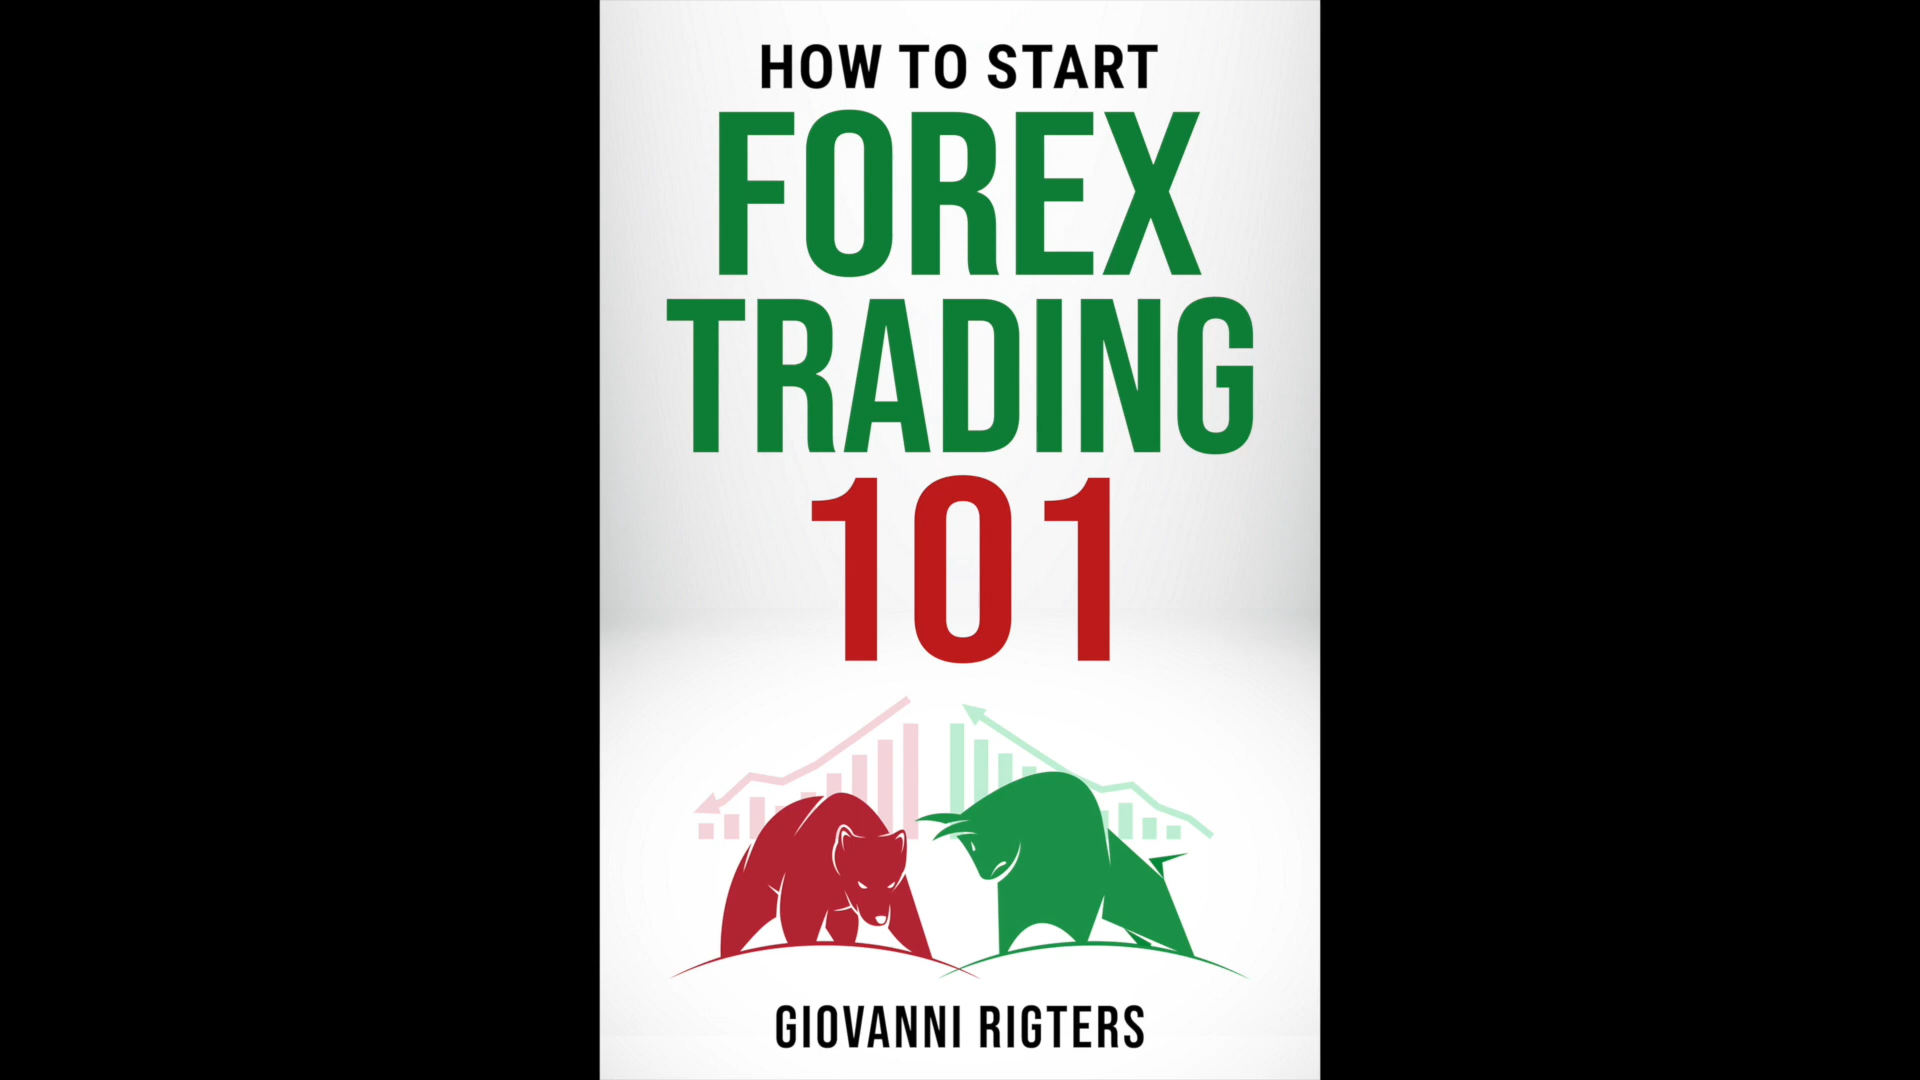 HOW TO START
FOREX
TRADING
101
GIOVANNI RIGTERS